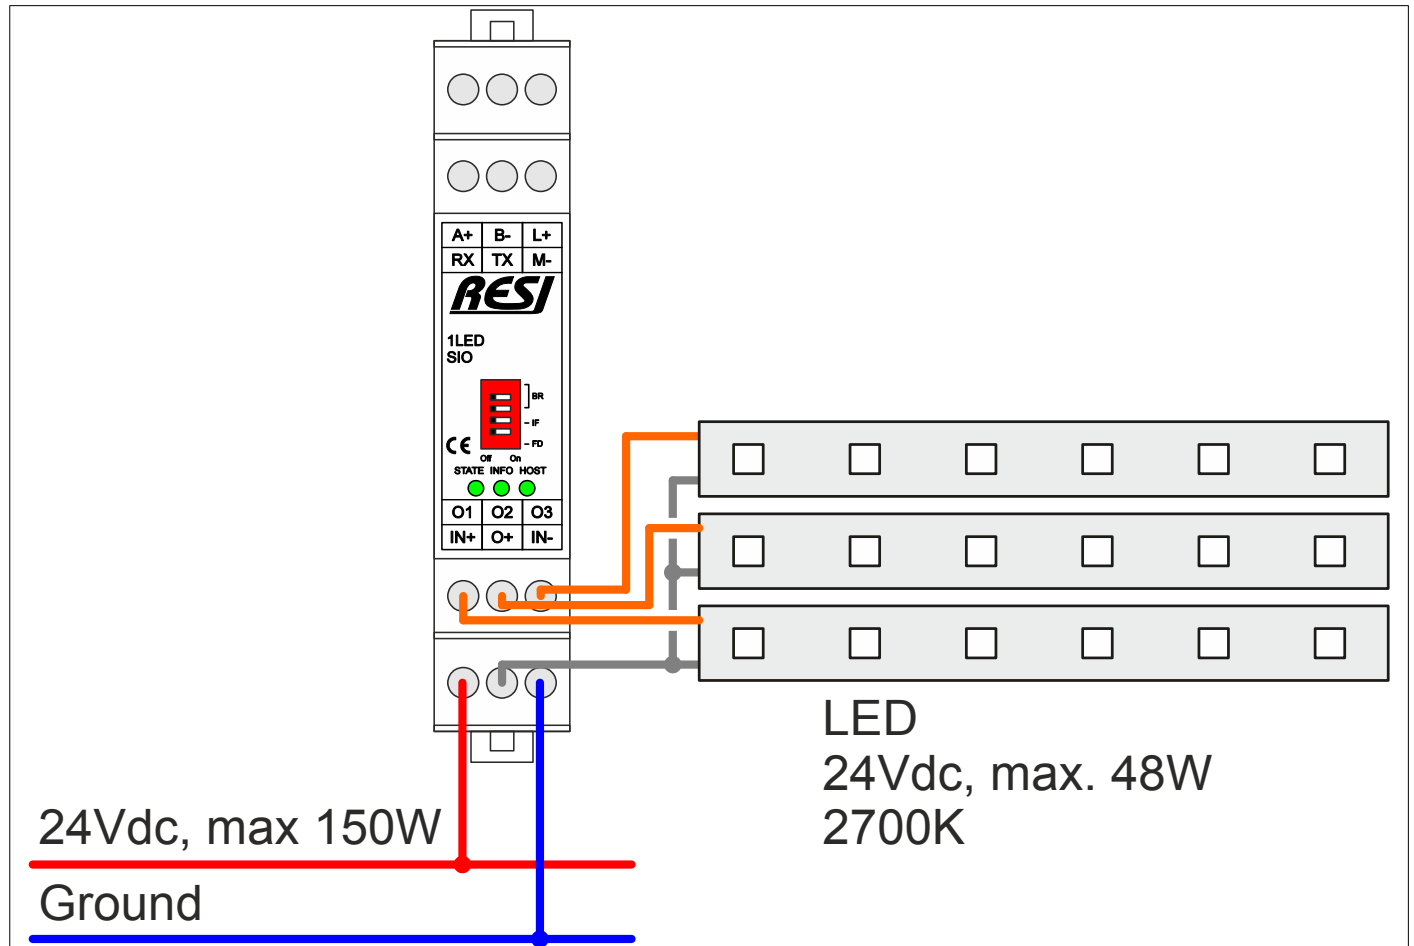 A+ B- L+
RX TX M-
RESI
1LED
SIO
BR
IF
FD
Off On
CE
STATE INFO HOST
O1 O2 O3
IN+ O+ IN-
LED
24Vdc, max. 48W
2700K
24Vdc, max 150W
Ground